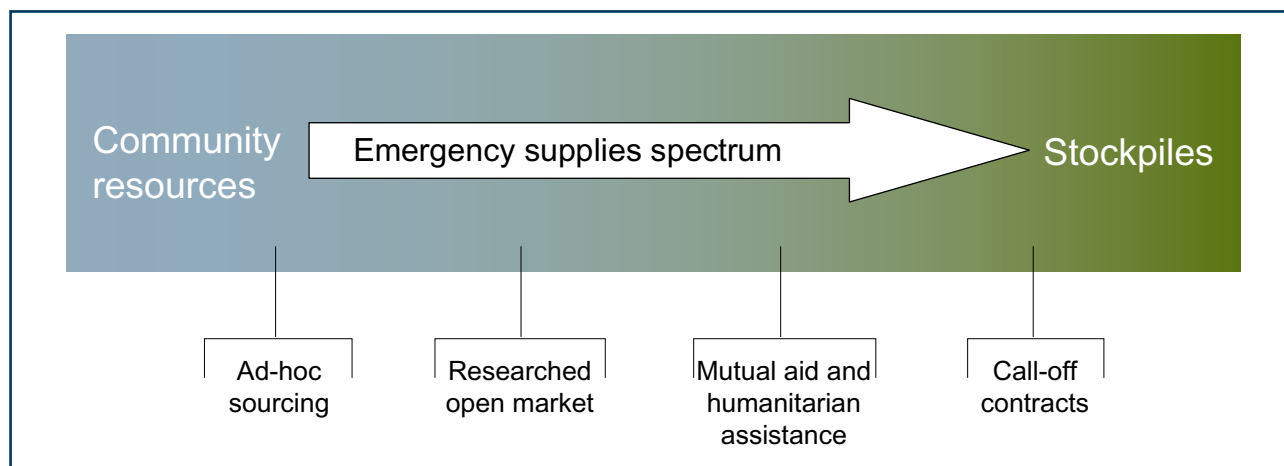 Community
resources
Emergency supplies spectrum
Stockpiles
Ad-hoc
sourcing
Researched
open market
Mutual aid and
humanitarian
assistance
Call-off
contracts